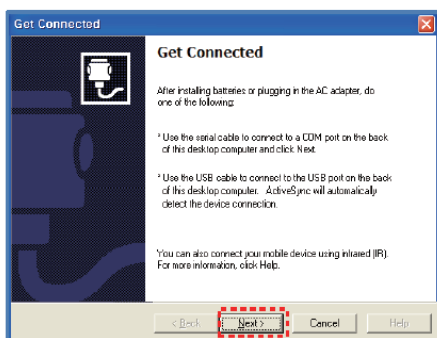 Get Connected
Get Connected
After installing batteries or plugging in the AC adapter, do
one of the following:
* Use the serial cable to connect to a COM port on the back
of this desktop computer and click Next.
* Use the USB cable to connect to the USB port on the back
of this desktop computer. ActiveSync will automatically
detect the device connection.
You can also connect your mobile device using infrared (IR).
For more information, click Help.
< Back Next > Cancel Help